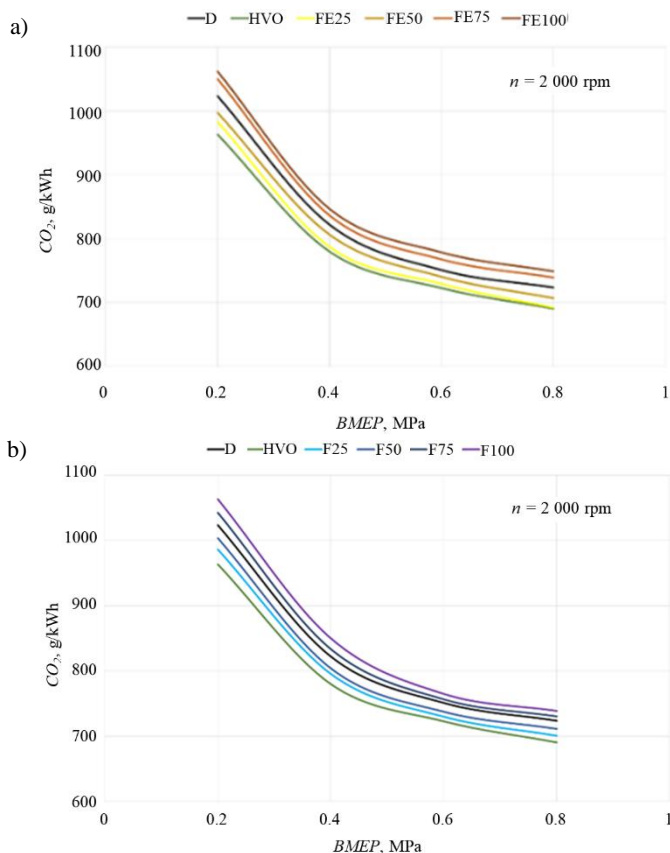 a)
D HVO FE25 FE50 FE75 FE100
1100
n = 2 000 rpm
1000
900
CO2, g/kWh
800
700
600
0 0.2 0.4 0.6 0.8 1
BMEP, MPa
b)
D HVO F25 F50 F75 F100
1100
n = 2 000 rpm
1000
900
CO2, g/kWh
800
700
600
0 0.2 0.4 0.6 0.8 1
BMEP, MPa